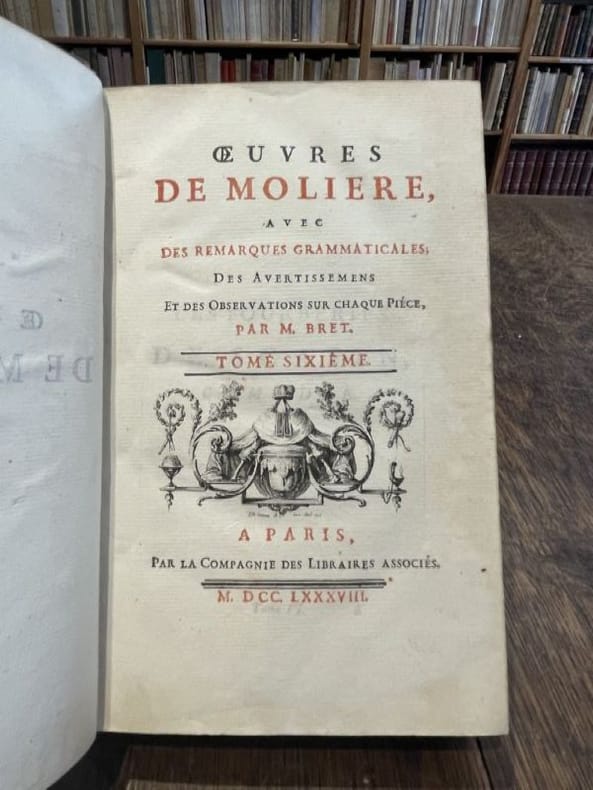 ŒUVRES
DE MOLIERE,
AVEC
DES REMARQUES GRAMMATICALES;
DES AVERTISSEMENS
ET DES OBSERVATIONS SUR CHAQUE PIÉCE,
PAR M. BRET.
TOME SIXIÈME.
A PARIS,
PAR LA COMPAGNIE DES LIBRAIRES ASSOCIÉS.
M. DCC. LXXXVIII.